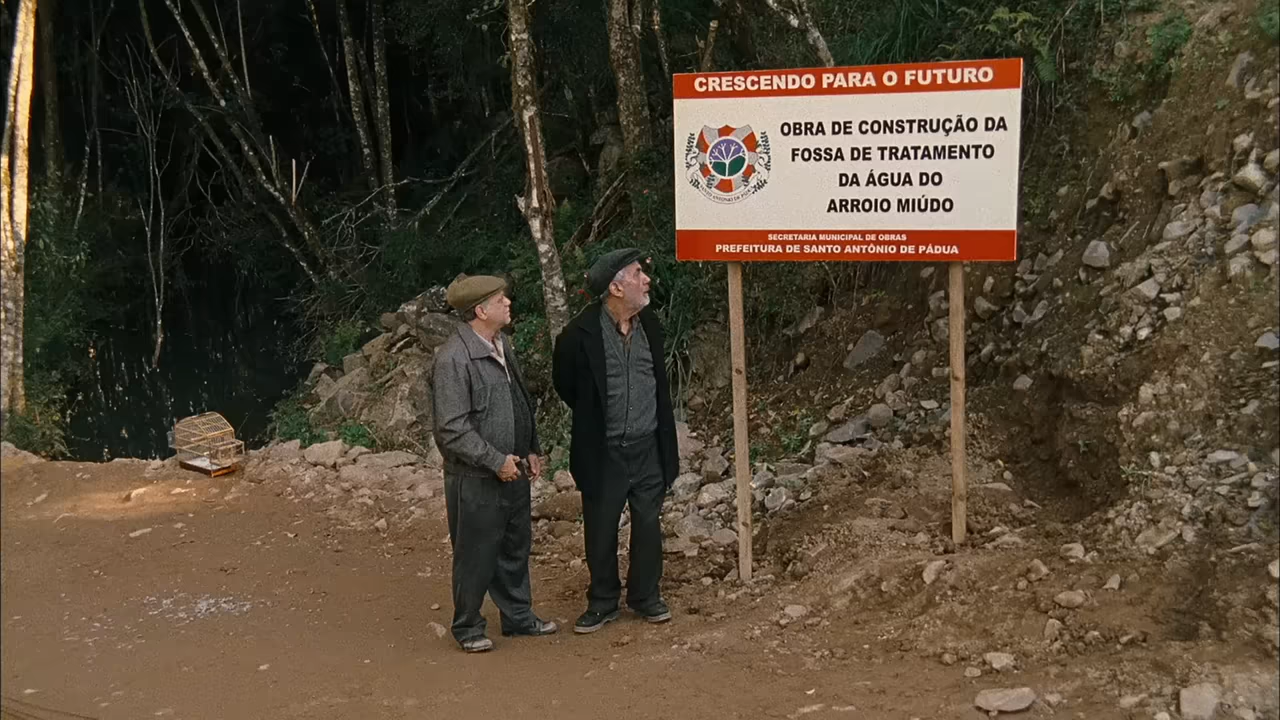 CRESCENDO PARA O FUTURO
OBRA DE CONSTRUÇÃO DA
FOSSA DE TRATAMENTO
DA ÁGUA DO
ARROIO MIÚDO
SECRETARIA MUNICIPAL DE OBRAS
PREFEITURA DE SANTO ANTÔNIO DE PÁDUA